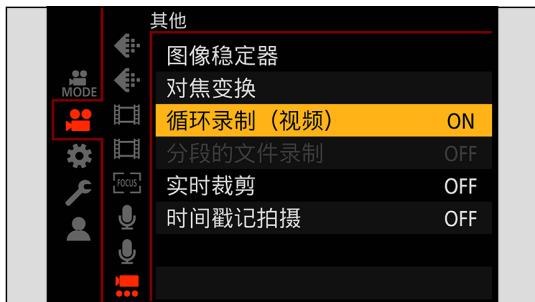 其他
图像稳定器
MODE
对焦变换
循环录制（视频） ON
分段的文件录制 OFF
FOCUS
实时裁剪 OFF
时间戳记拍摄 OFF